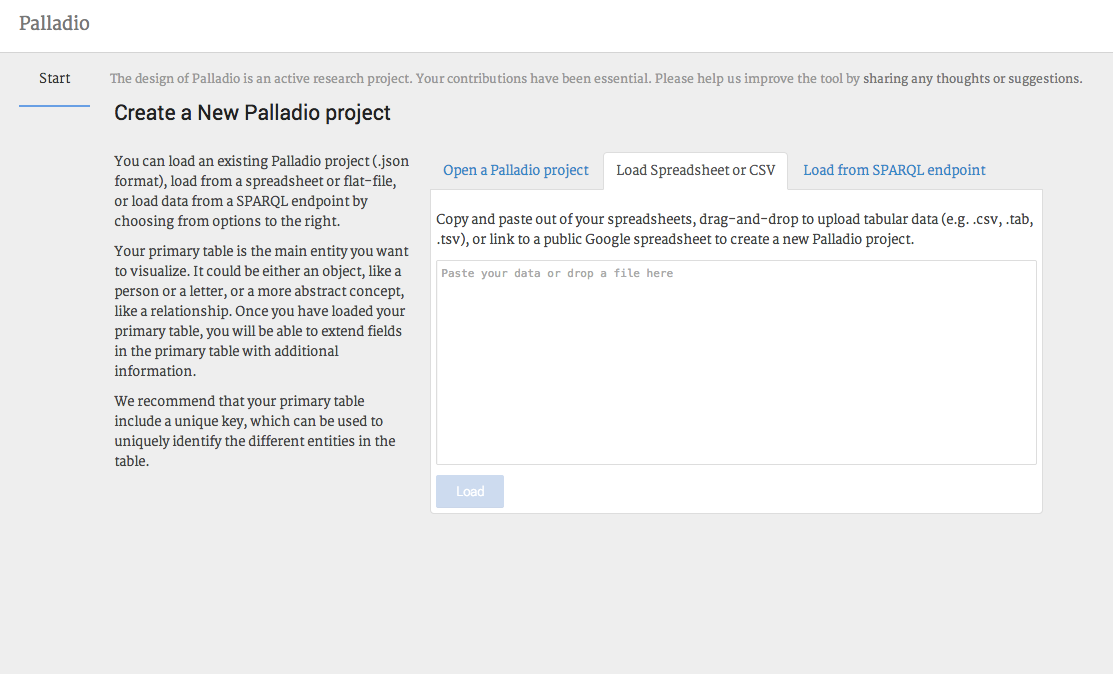 Palladio
Start
The design of Palladio is an active research project. Your contributions have been essential. Please help us improve the tool by sharing any thoughts or suggestions.
Create a New Palladio project
You can load an existing Palladio project (.json
format), load from a spreadsheet or flat-file,
or load data from a SPARQL endpoint by
choosing from options to the right.
Your primary table is the main entity you want
to visualize. It could be either an object, like a
person or a letter, or a more abstract concept,
like a relationship. Once you have loaded your
primary table, you will be able to extend fields
in the primary table with additional
information.
We recommend that your primary table
include a unique key, which can be used to
uniquely identify the different entities in the
table.
Open a Palladio project
Load Spreadsheet or CSV
Load from SPARQL endpoint
Copy and paste out of your spreadsheets, drag-and-drop to upload tabular data (e.g. .csv, .tab,
.tsv), or link to a public Google spreadsheet to create a new Palladio project.
Paste your data or drop a file here
Load